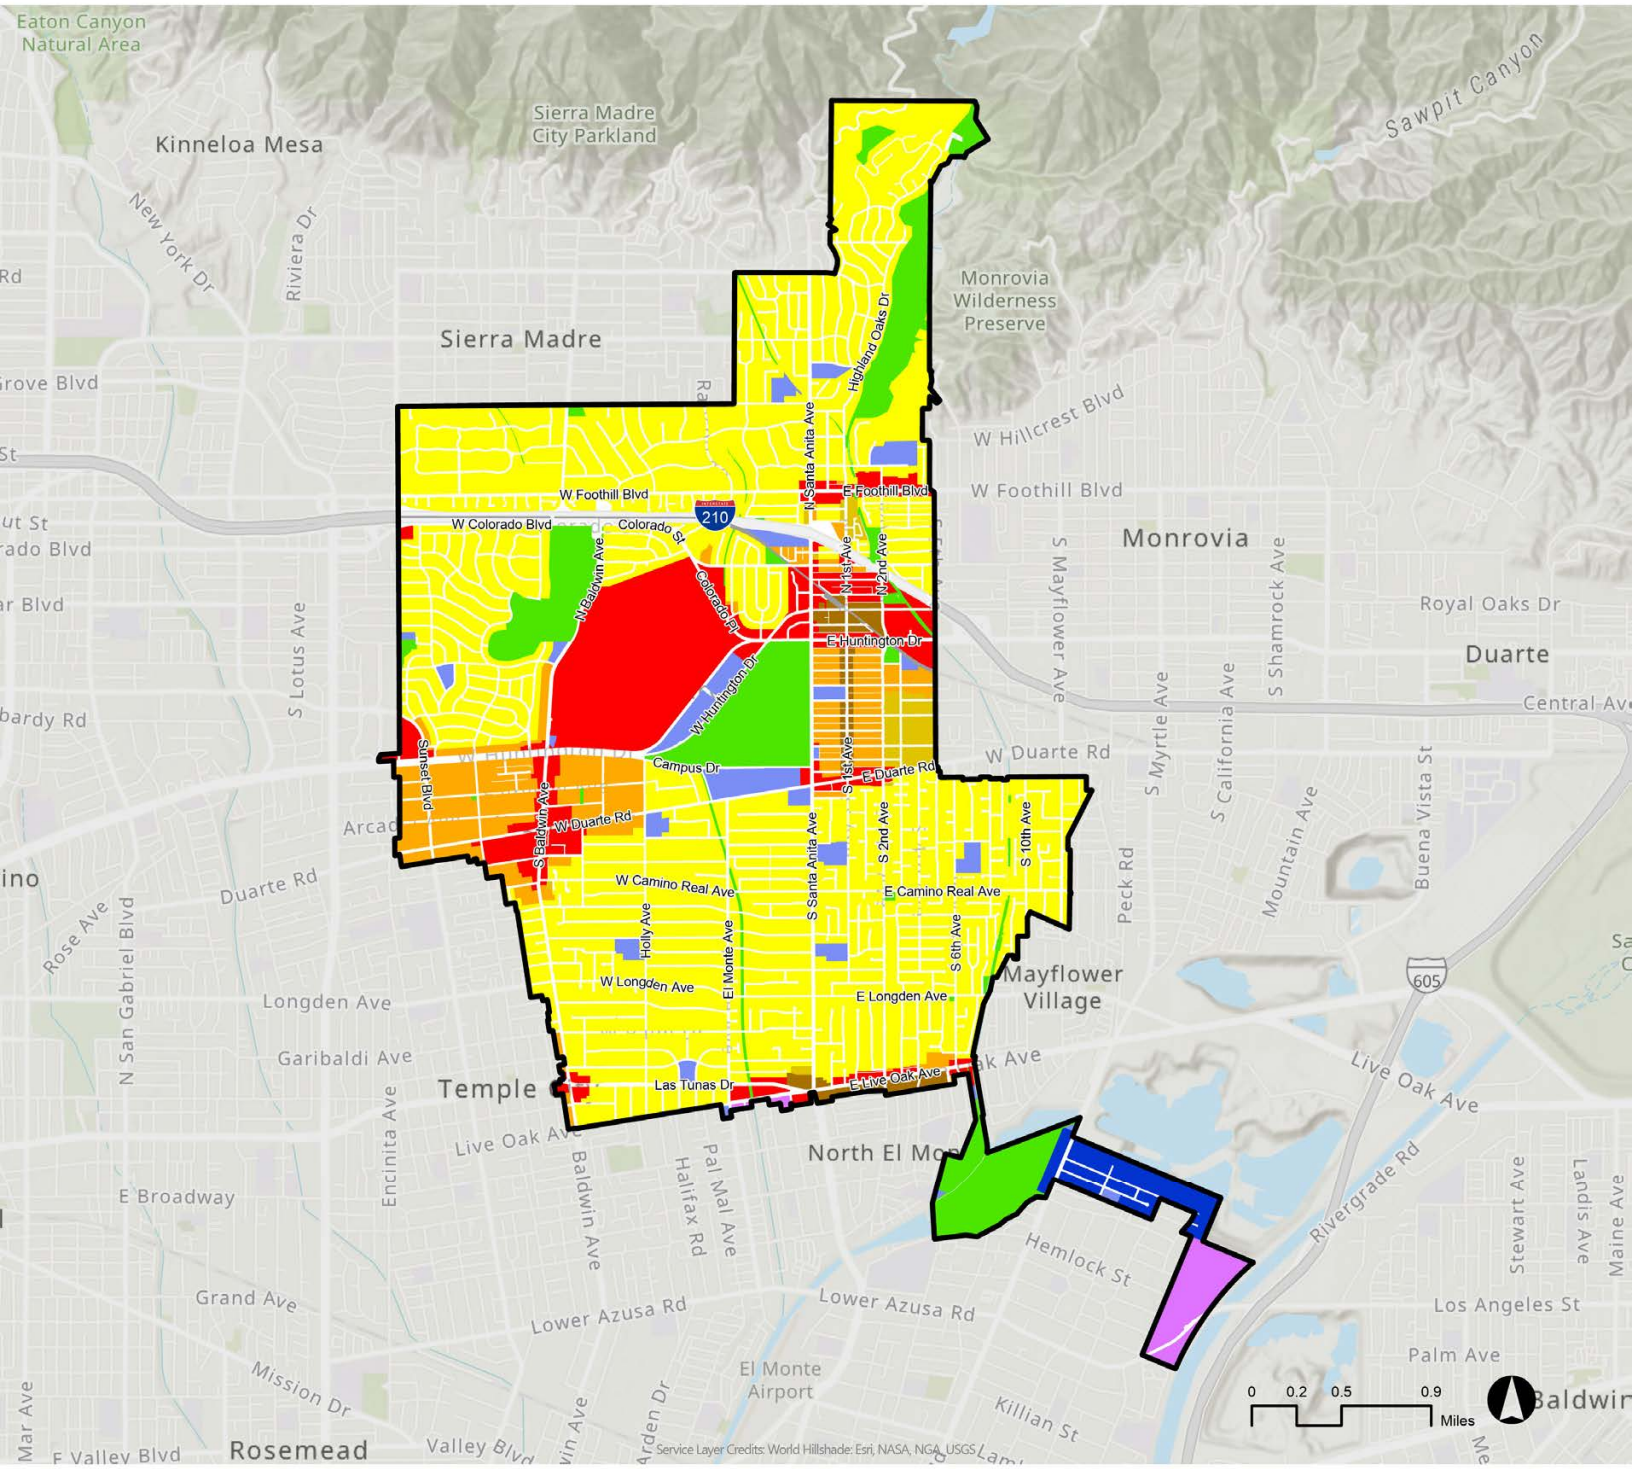 Eaton Canyon
Natural Area
Sawpit Canyon
Sierra Madre
City Parkland
Kinneloa Mesa
New York Dr
Riviera Dr
Rd
Monrovia
Wilderness
Preserve
Highland Oaks Dr
Sierra Madre
Grove Blvd
W Hillcrest Blvd
N Santa Anita Ave
St
W Foothill Blvd
E Foothill Blvd
W Foothill Blvd
INTERSTATE
210
W Colorado Blvd
Colorado St
ut St
rado Blvd
Monrovia
N Baldwin Ave
N 1st Ave
N 2nd Ave
S Mayflower Ave
S Shamrock Ave
ar Blvd
Colorado Pl
Royal Oaks Dr
S Lotus Ave
E Huntington Dr
Duarte
W Huntington Dr
S Myrtle Ave
S California Ave
Central Ave
bardy Rd
Sunset Blvd
S 1st Ave
W Duarte Rd
Campus Dr
E Duarte Rd
Buena Vista St
Mountain Ave
S Baldwin Ave
W Duarte Rd
Arcad
S 2nd Ave
S 10th Ave
S Santa Anita Ave
ino
Duarte Rd
W Camino Real Ave
E Camino Real Ave
Peck Rd
Rose Ave
N San Gabriel Blvd
Holly Ave
El Monte Ave
S 6th Ave
Mayflower
Village
605
W Longden Ave
E Longden Ave
Longden Ave
Garibaldi Ave
ak Ave
Live Oak Ave
Temple
Las Tunas Dr
E Live Oak Ave
Encinita Ave
Live Oak Ave
North El Mon
E Broadway
Baldwin Ave
Halifax Rd
Pal Mal Ave
Rivergrade Rd
Stewart Ave
Landis Ave
Maine Ave
Hemlock St
Grand Ave
Lower Azusa Rd
Lower Azusa Rd
Los Angeles St
Palm Ave
El Monte
Airport
Mission Dr
0 0.2 0.5 0.9
Miles
Baldwin
Mar Ave
Arden Dr
win Ave
Killian St
E Valley Blvd
Rosemead
Valley Blvd
Service Layer Credits: World Hillshade: Esri, NASA, NGA, USGS
Lam
Me